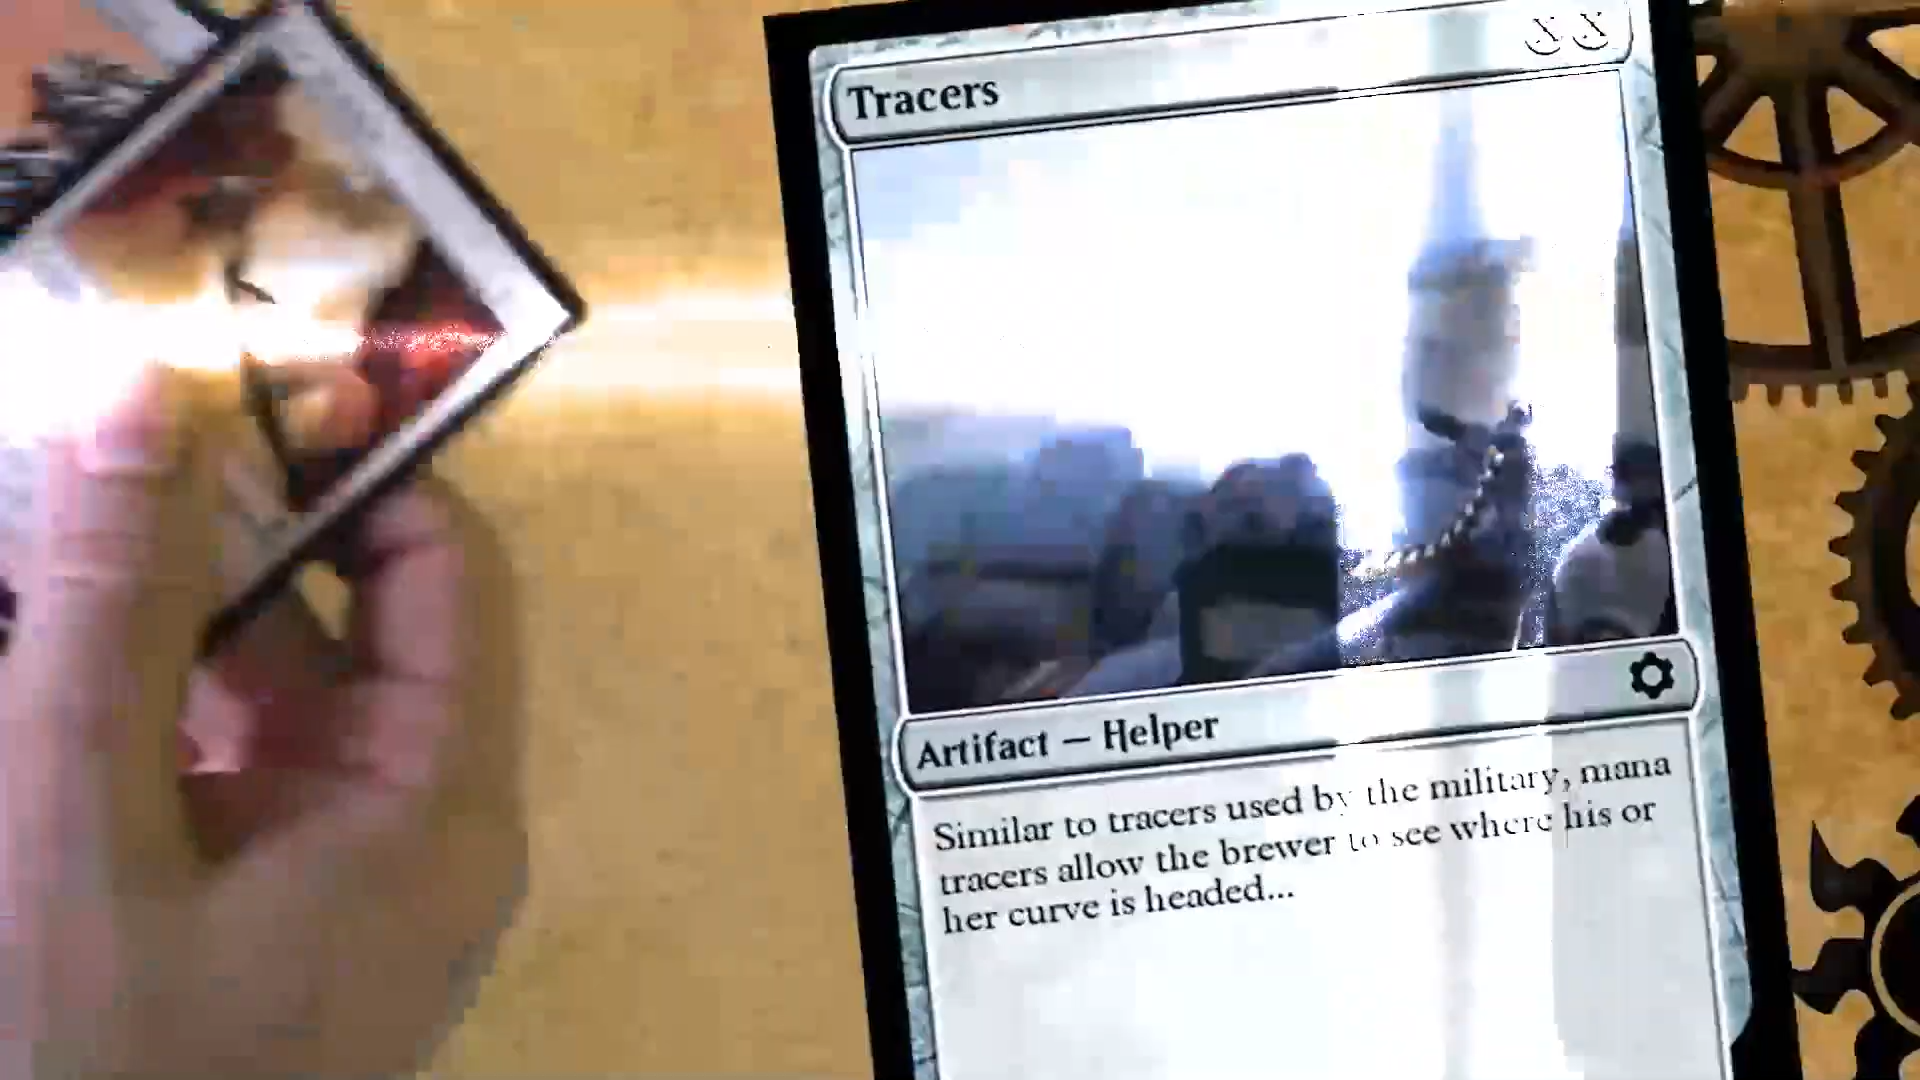 Tracers
XX
Artifact — Helper
Similar to tracers used by the military, mana
tracers allow the brewer to see where his or
her curve is headed...